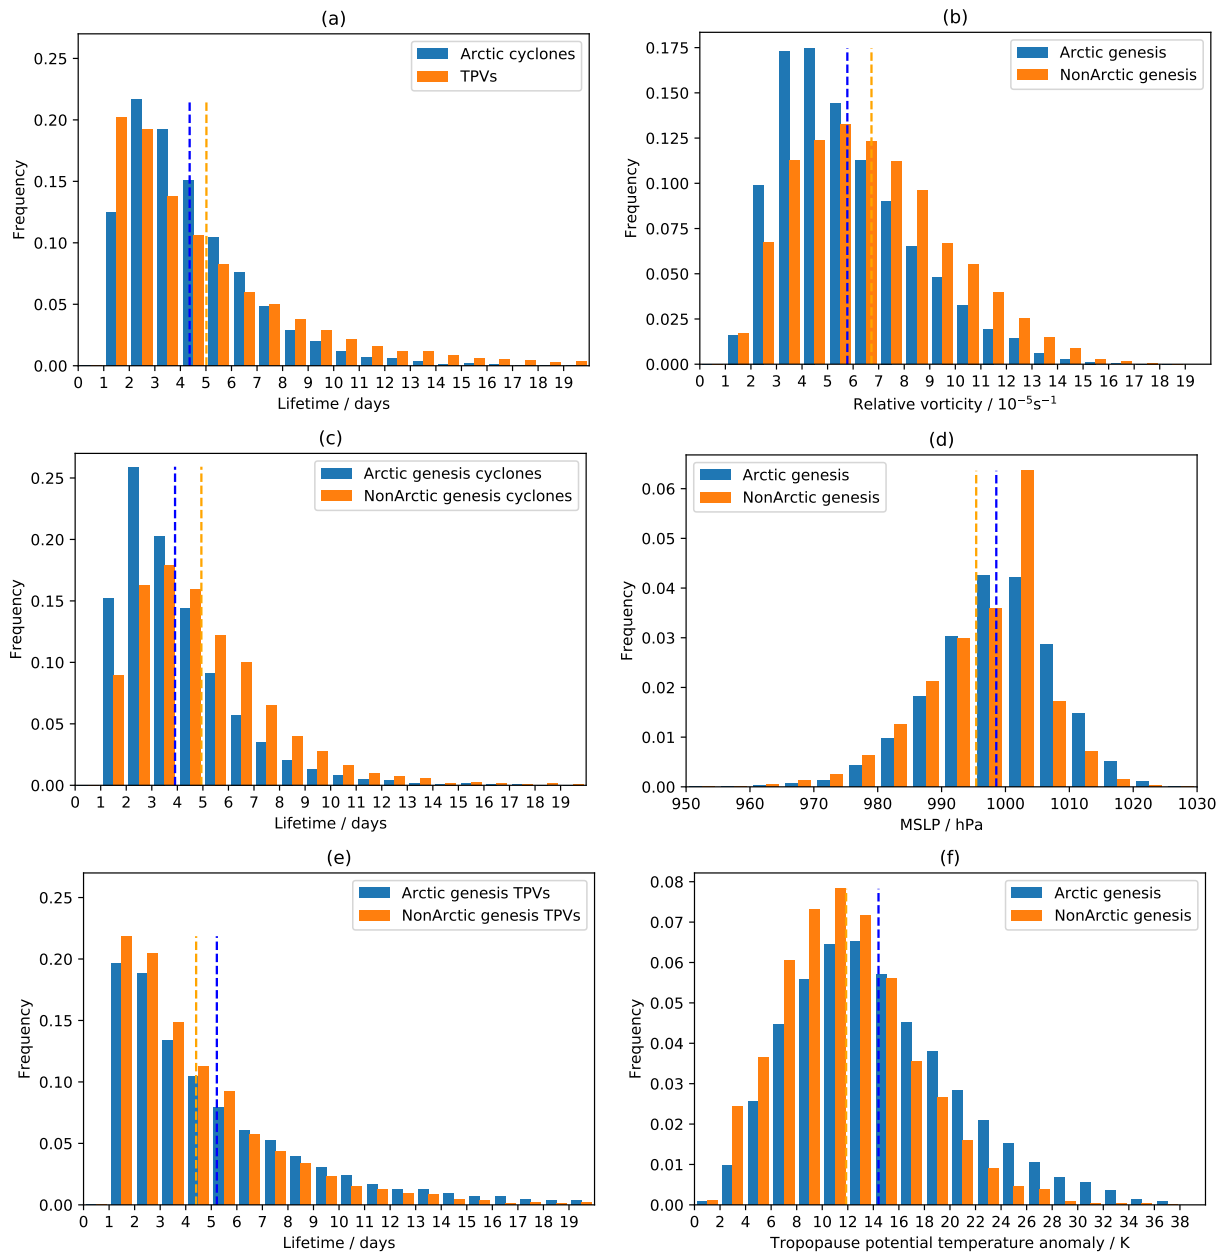 (a)
Frequency
0.25
0.20
0.15
0.10
0.05
0.00
Arctic cyclones
TPVs
0 1 2 3 4 5 6 7 8 9 10 11 12 13 14 15 16 17 18 19
Lifetime / days
(b)
Frequency
0.175
0.150
0.125
0.100
0.075
0.050
0.025
0.000
Arctic genesis
NonArctic genesis
0 1 2 3 4 5 6 7 8 9 10 11 12 13 14 15 16 17 18 19
Relative vorticity / 10⁻⁵s⁻¹
(c)
Frequency
0.25
0.20
0.15
0.10
0.05
0.00
Arctic genesis cyclones
NonArctic genesis cyclones
0 1 2 3 4 5 6 7 8 9 10 11 12 13 14 15 16 17 18 19
Lifetime / days
(d)
Frequency
0.06
0.05
0.04
0.03
0.02
0.01
0.00
Arctic genesis
NonArctic genesis
950 960 970 980 990 1000 1010 1020 1030
MSLP / hPa
(e)
Frequency
0.25
0.20
0.15
0.10
0.05
0.00
Arctic genesis TPVs
NonArctic genesis TPVs
0 1 2 3 4 5 6 7 8 9 10 11 12 13 14 15 16 17 18 19
Lifetime / days
(f)
Frequency
0.08
0.07
0.06
0.05
0.04
0.03
0.02
0.01
0.00
Arctic genesis
NonArctic genesis
0 2 4 6 8 10 12 14 16 18 20 22 24 26 28 30 32 34 36 38
Tropopause potential temperature anomaly / K